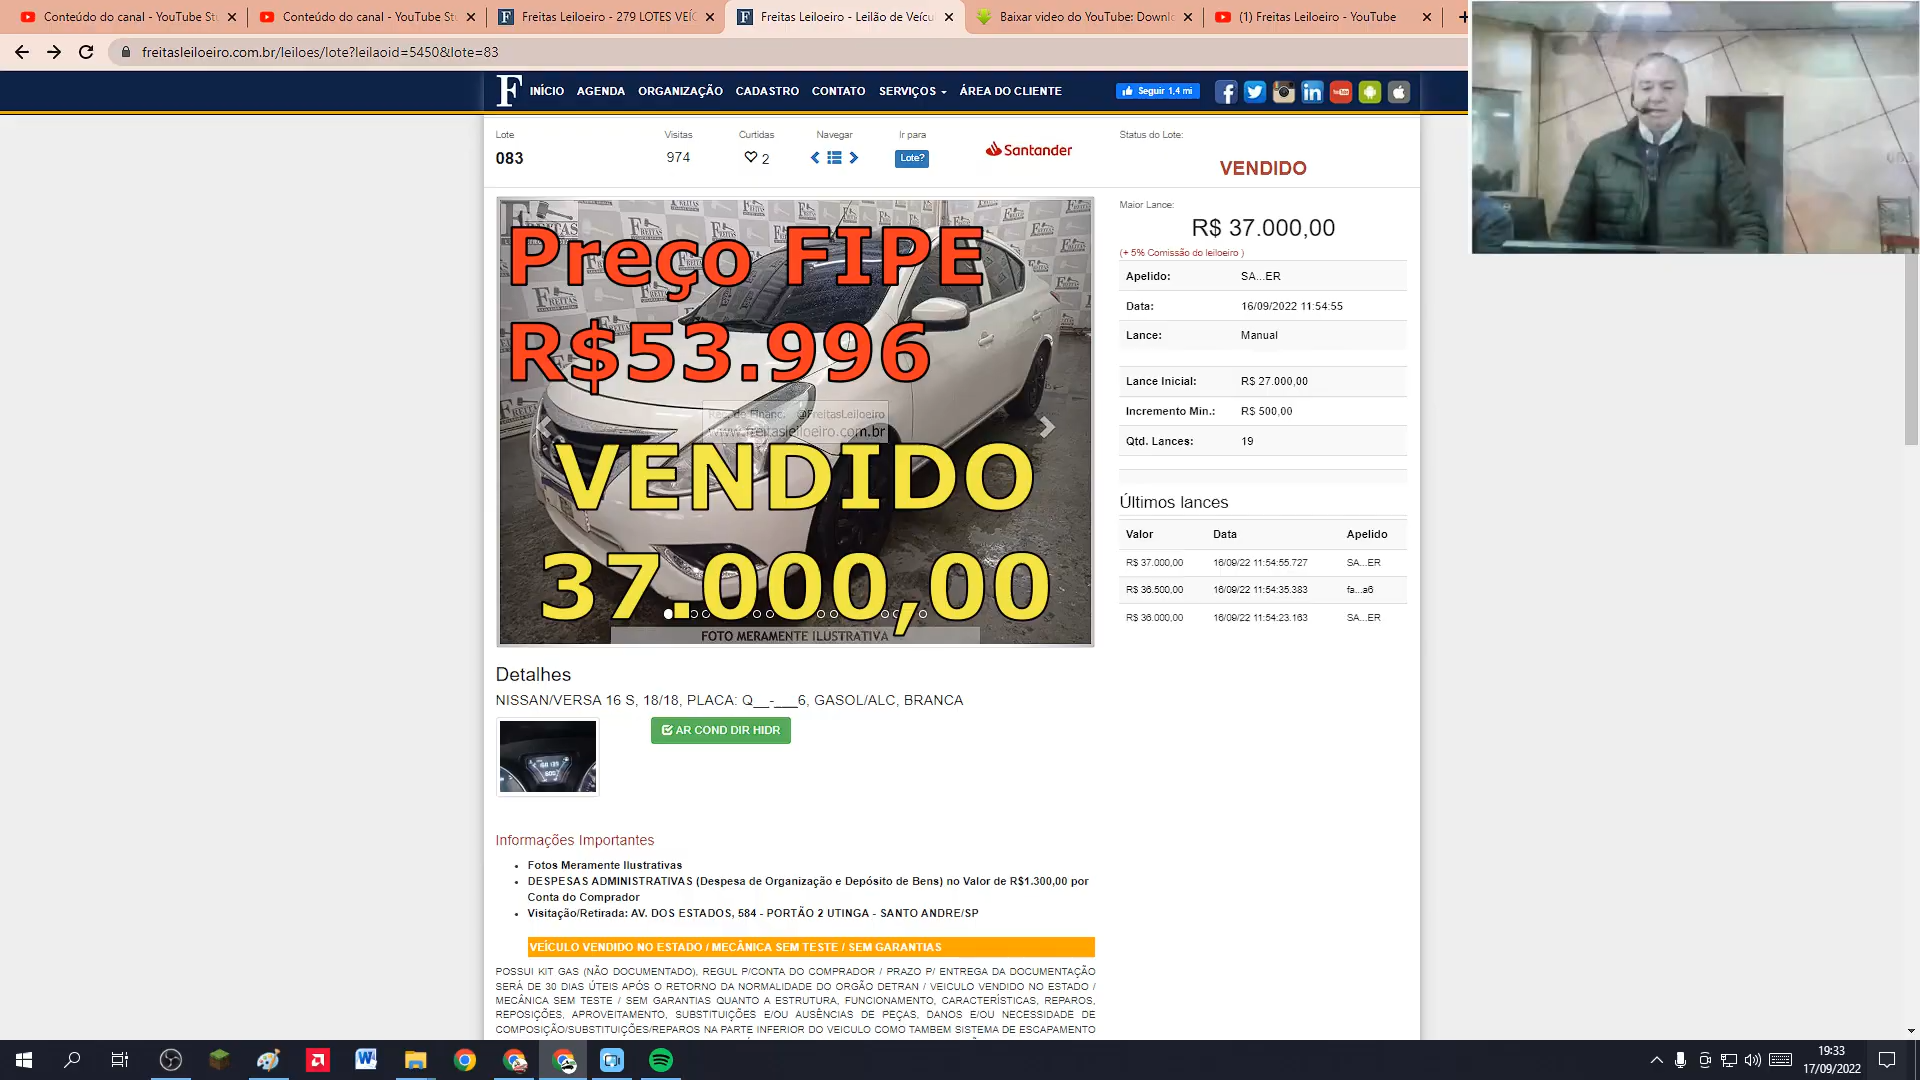 Conteúdo do canal - YouTube St
Conteúdo do canal - YouTube St
Freitas Leiloeiro - 279 LOTES VEÍC
Freitas Leiloeiro - Leilão de Veícu
Baixar video do YouTube: Downl
(1) Freitas Leiloeiro - YouTube
freitasleiloeiro.com.br/leiloes/lote?leilaoid=5450&lote=83
F INÍCIO AGENDA ORGANIZAÇÃO CADASTRO CONTATO SERVIÇOS ÁREA DO CLIENTE
Seguir 1,4 mi
Lote Visitas Curtidas Navegar Ir para
083 974 2 Lote?
Santander
Status do Lote:
VENDIDO
Preço FIPE
R$53.996
VENDIDO
37.000,00
@FreitasLeiloeiro
www.freitasleiloeiro.com.br
FOTO MERAMENTE ILUSTRATIVA
Maior Lance:
R$ 37.000,00
(+ 5% Comissão do leiloeiro )
Apelido: SA...ER
Data: 16/09/2022 11:54:55
Lance: Manual
Lance Inicial: R$ 27.000,00
Incremento Min.: R$ 500,00
Qtd. Lances: 19
Últimos lances
Valor Data Apelido
R$ 37.000,00 16/09/22 11:54:55.727 SA...ER
R$ 36.500,00 16/09/22 11:54:35.383 fa...a6
R$ 36.000,00 16/09/22 11:54:23.163 SA...ER
Detalhes
NISSAN/VERSA 16 S, 18/18, PLACA: Q__-___6, GASOL/ALC, BRANCA
AR COND DIR HIDR
Informações Importantes
• Fotos Meramente Ilustrativas
• DESPESAS ADMINISTRATIVAS (Despesa de Organização e Depósito de Bens) no Valor de R$1.300,00 por
Conta do Comprador
• Visitação/Retirada: AV. DOS ESTADOS, 584 - PORTÃO 2 UTINGA - SANTO ANDRE/SP
VEÍCULO VENDIDO NO ESTADO / MECÂNICA SEM TESTE / SEM GARANTIAS
POSSUI KIT GAS (NÃO DOCUMENTADO), REGUL P/CONTA DO COMPRADOR / PRAZO P/ ENTREGA DA DOCUMENTAÇÃO
SERÁ DE 30 DIAS ÚTEIS APÓS O RETORNO DA NORMALIDADE DO ORGÃO DETRAN / VEICULO VENDIDO NO ESTADO /
MECÂNICA SEM TESTE / SEM GARANTIAS QUANTO A ESTRUTURA, FUNCIONAMENTO, CARACTERÍSTICAS, REPAROS,
REPOSIÇÕES, APROVEITAMENTO, SUBSTITUIÇÕES E/OU AUSÊNCIAS DE PEÇAS, DANOS E/OU NECESSIDADE DE
COMPOSIÇÃO/SUBSTITUIÇÕES/REPAROS NA PARTE INFERIOR DO VEICULO COMO TAMBEM SISTEMA DE ESCAPAMENTO
19:33
17/09/2022